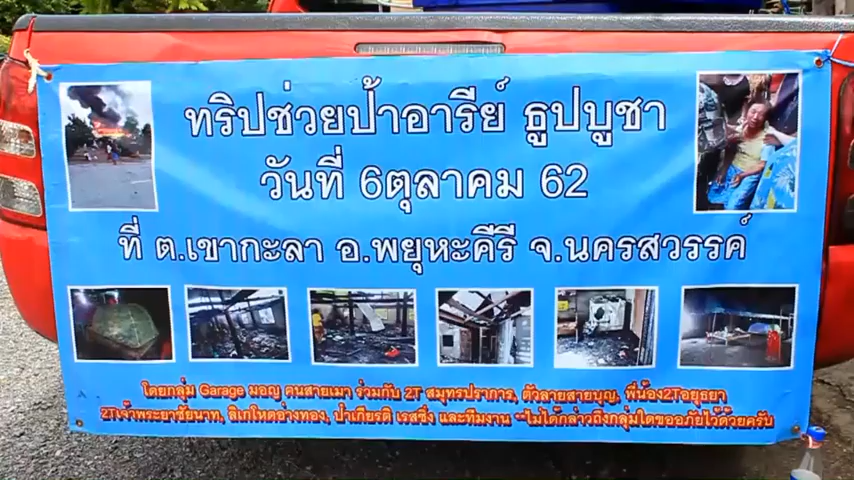 ทริปช่วยป้าอารีย์ ธูปบูชา
วันที่ 6ตุลาคม 62
ที่ ต.เขากะลา อ.พยุหะคีรี จ.นครสวรรค์
โดยกลุ่ม Garage มอญ ฅนสายเมา ร่วมกับ 2T สมุทรปราการ, ตัวลายสายบุญ, พี่น้อง2Tอยุธยา
2Tเจ้าพระยาชัยนาท, ลิเกโหดอ่างทอง, ป๋าเกียรติ เรสซิ่ง และทีมงาน **ไม่ได้กล่าวถึงกลุ่มใดขออภัยไว้ด้วยครับ